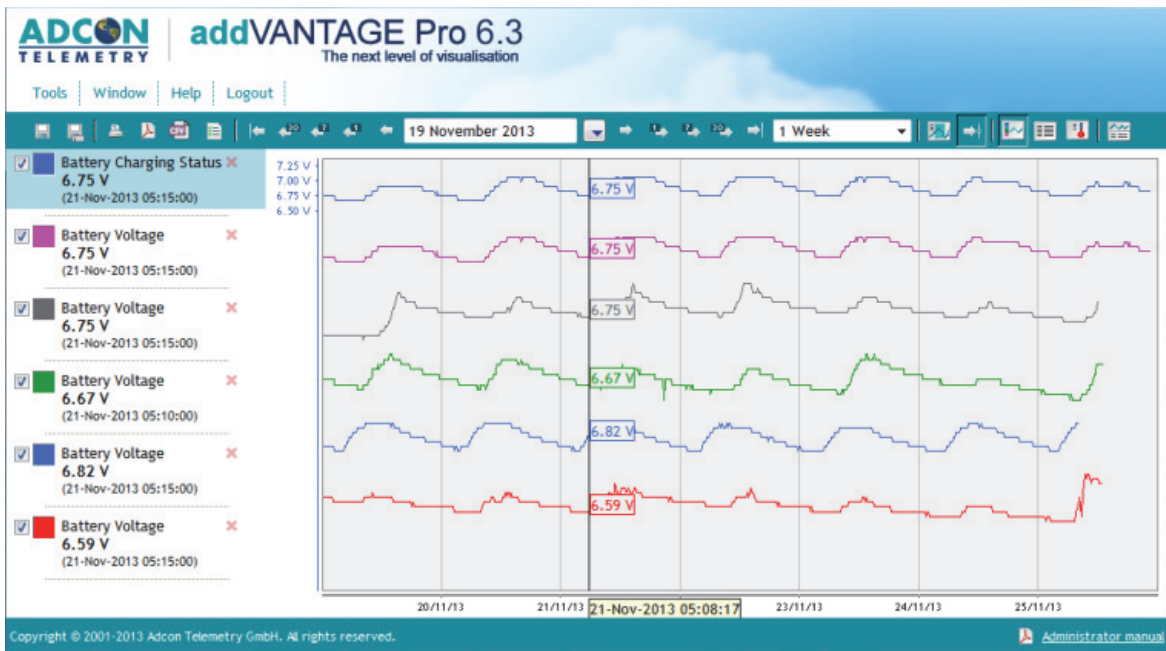 ADCON
TELEMETRY
addVANTAGE Pro 6.3
The next level of visualisation
Tools Window Help Logout
19 November 2013
1 Week
Battery Charging Status
6.75 V
(21-Nov-2013 05:15:00)
Battery Voltage
6.75 V
(21-Nov-2013 05:15:00)
Battery Voltage
6.75 V
(21-Nov-2013 05:15:00)
Battery Voltage
6.67 V
(21-Nov-2013 05:10:00)
Battery Voltage
6.82 V
(21-Nov-2013 05:15:00)
Battery Voltage
6.59 V
(21-Nov-2013 05:15:00)
7.25 V
7.00 V
6.75 V
6.50 V
6.75 V
6.75 V
6.75 V
6.67 V
6.82 V
6.59 V
20/11/13 21/11/13 21-Nov-2013 05:08:17 23/11/13 24/11/13 25/11/13
Copyright © 2001-2013 Adcon Telemetry GmbH. All rights reserved.
Administrator manual